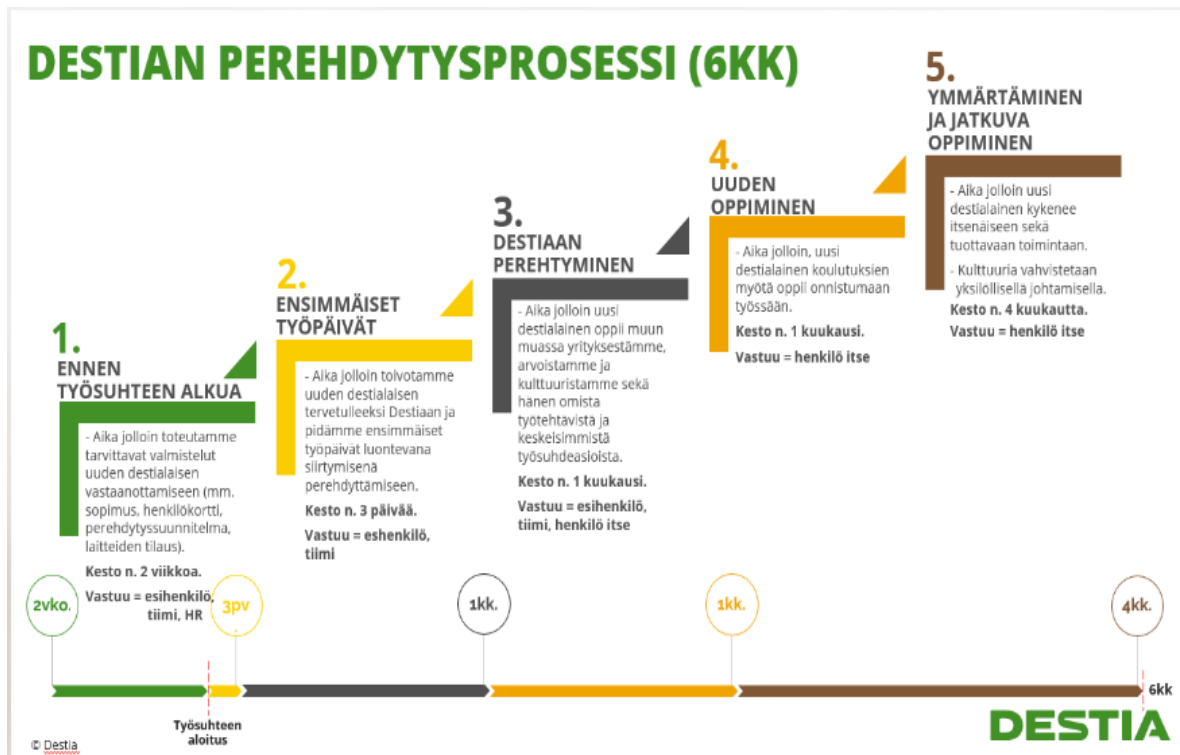 DESTIAN PEREHDYTYSPROSESSI (6KK)
1.
ENNEN
TYÖSUHTEEN ALKUA
- Aika jolloin toteutamme
tarvittavat valmistelut
uuden destialaisen
vastaanottamiseen (mm.
sopimus, henkilökortti,
perehdytyssuunnitelma,
laitteiden tilaus).
Kesto n. 2 viikkoa.
Vastuu = esihenkilö,
tiimi, HR
2.
ENSIMMÄISET
TYÖPÄIVÄT
- Aika jolloin toivotamme
uuden destialaisen
tervetulleeksi Destiaan ja
pidämme ensimmäiset
työpäivät luontevana
siirtymisenä
perehdyttämiseen.
Kesto n. 3 päivää.
Vastuu = eshenkilö,
tiimi
3.
DESTIAAN
PEREHTYMINEN
- Aika jolloin uusi
destialainen oppii muun
muassa yrityksestämme,
arvoistamme ja
kulttuuristamme sekä
hänen omista
työtehtävistä ja
keskeisimmistä
työsuhdeasioista.
Kesto n. 1 kuukausi.
Vastuu = esihenkilö,
tiimi, henkilö itse
4.
UUDEN
OPPIMINEN
- Aika jolloin, uusi
destialainen koulutuksien
myötä oppii onnistumaan
työssään.
Kesto n. 1 kuukausi.
Vastuu = henkilö itse
5.
YMMÄRTÄMINEN
JA JATKUVA
OPPIMINEN
- Aika jolloin uusi
destialainen kykenee
itsenäiseen sekä
tuottavaan toimintaan.
- Kulttuuria vahvistetaan
yksilöllisellä johtamisella.
Kesto n. 4 kuukautta.
Vastuu = henkilö itse
2vko.
3pv
1kk.
1kk.
4kk.
6kk
Työsuhteen
aloitus
DESTIA
© Destia